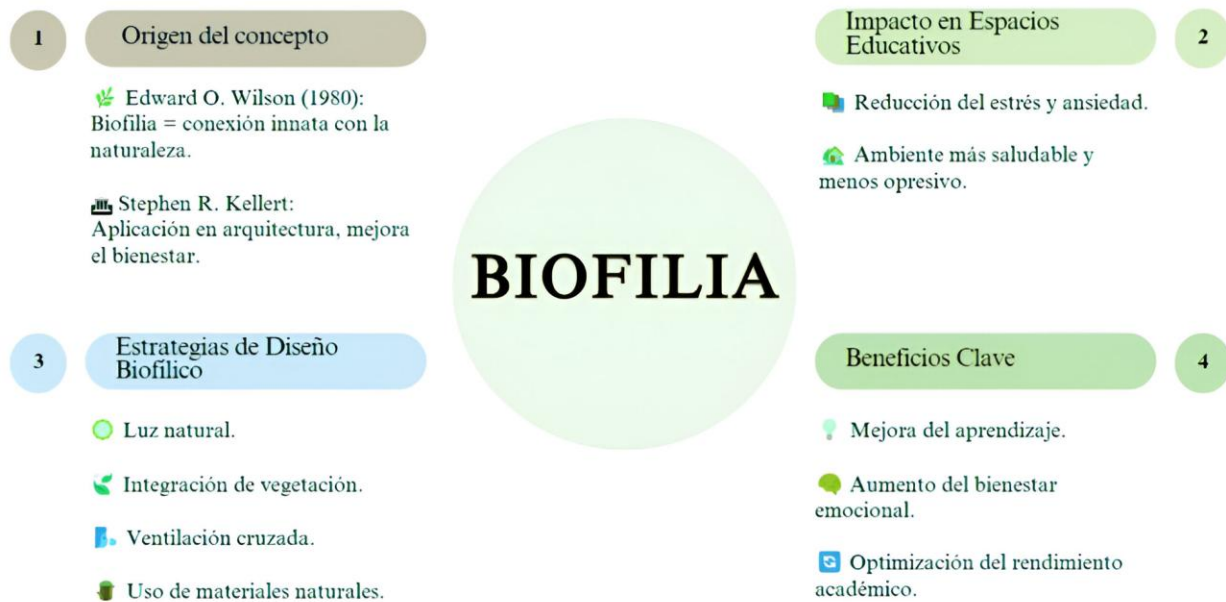 1
Origen del concepto
Edward O. Wilson (1980):
Biofilia = conexión innata con la
naturaleza.
Stephen R. Kellert:
Aplicación en arquitectura, mejora
el bienestar.
Impacto en Espacios
Educativos
2
Reducción del estrés y ansiedad.
Ambiente más saludable y
menos opresivo.
BIOFILIA
3
Estrategias de Diseño
Biofílico
Luz natural.
Integración de vegetación.
Ventilación cruzada.
Uso de materiales naturales.
Beneficios Clave
4
Mejora del aprendizaje.
Aumento del bienestar
emocional.
Optimización del rendimiento
académico.